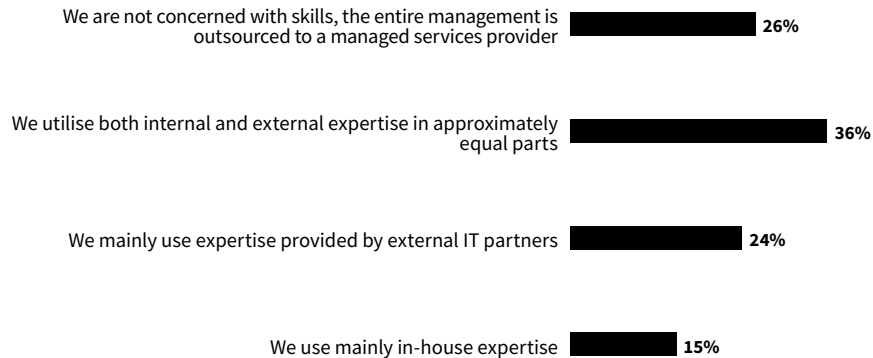 We are not concerned with skills, the entire management is
outsourced to a managed services provider
26%
We utilise both internal and external expertise in approximately
equal parts
36%
We mainly use expertise provided by external IT partners
24%
We use mainly in-house expertise
15%